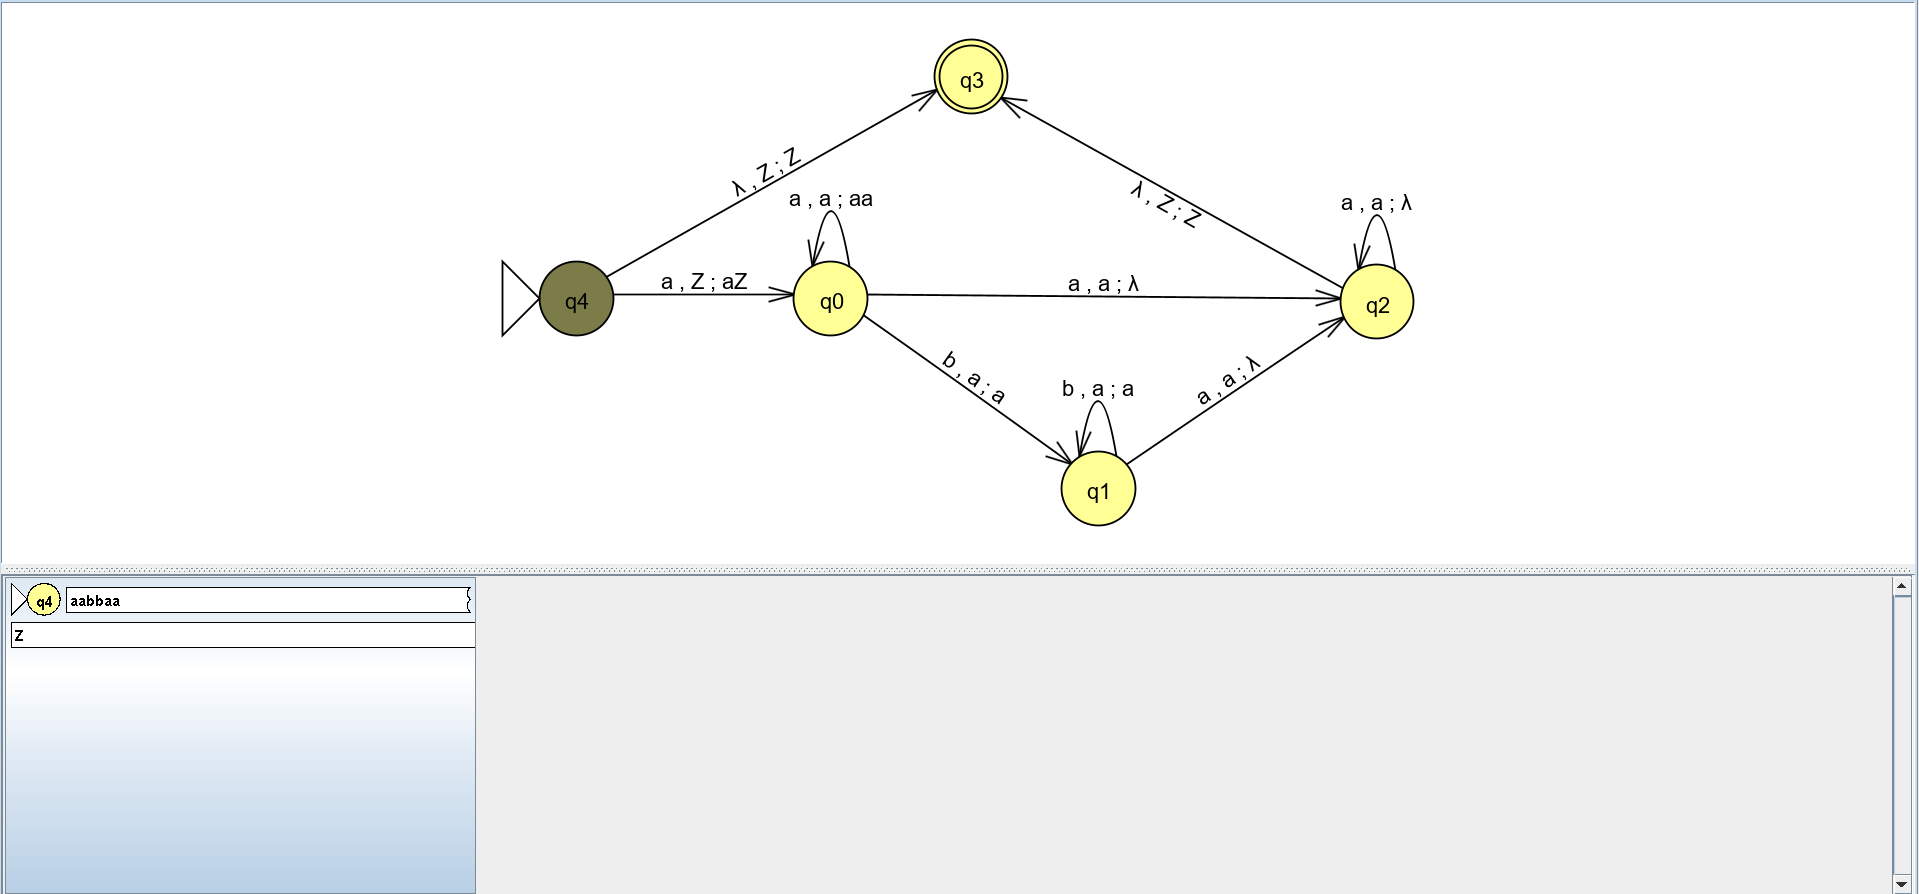 q3
λ , Z ; Z
λ , Z ; Z
a , a ; aa
a , a ; λ
a , Z ; aZ
a , a ; λ
q4
q0
q2
b , a ; a
b , a ; a
a , a ; λ
q1
q4 aabbaa
Z